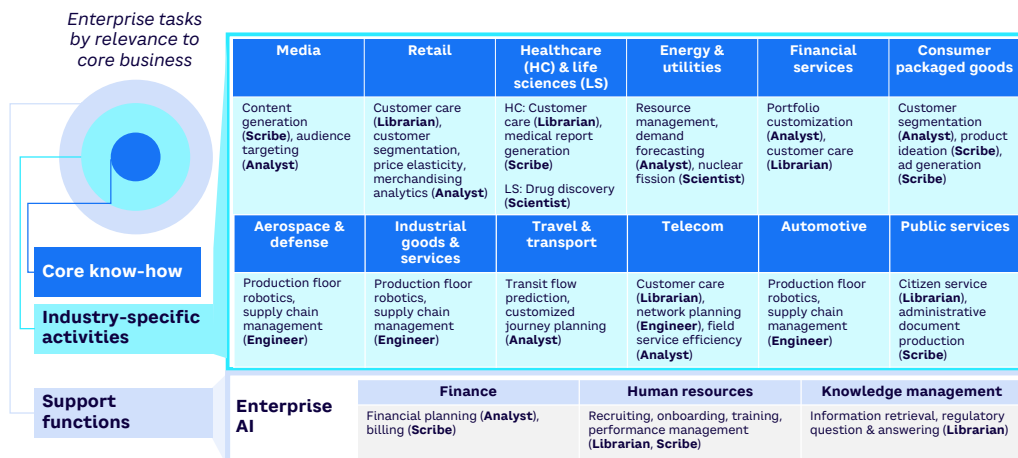 Enterprise tasks
by relevance to
core business
Core know-how
Industry-specific
activities
Support
functions
Media
Content
generation
(Scribe), audience
targeting
(Analyst)
Retail
Customer care
(Librarian),
customer
segmentation,
price elasticity,
merchandising
analytics (Analyst)
Healthcare
(HC) & life
sciences (LS)
HC: Customer
care (Librarian),
medical report
generation
(Scribe)
LS: Drug discovery
(Scientist)
Energy &
utilities
Resource
management,
demand
forecasting
(Analyst), nuclear
fission (Scientist)
Financial
services
Portfolio
customization
(Analyst),
customer care
(Librarian)
Consumer
packaged goods
Customer
segmentation
(Analyst), product
ideation (Scribe),
ad generation
(Scribe)
Aerospace &
defense
Production floor
robotics,
supply chain
management
(Engineer)
Industrial
goods &
services
Production floor
robotics,
supply chain
management
(Engineer)
Travel &
transport
Transit flow
prediction,
customized
journey planning
(Analyst)
Telecom
Customer care
(Librarian),
network planning
(Engineer), field
service efficiency
(Analyst)
Automotive
Production floor
robotics,
supply chain
management
(Engineer)
Public services
Citizen service
(Librarian),
administrative
document
production
(Scribe)
Enterprise
AI
Finance
Financial planning (Analyst),
billing (Scribe)
Human resources
Recruiting, onboarding, training,
performance management
(Librarian, Scribe)
Knowledge management
Information retrieval, regulatory
question & answering (Librarian)